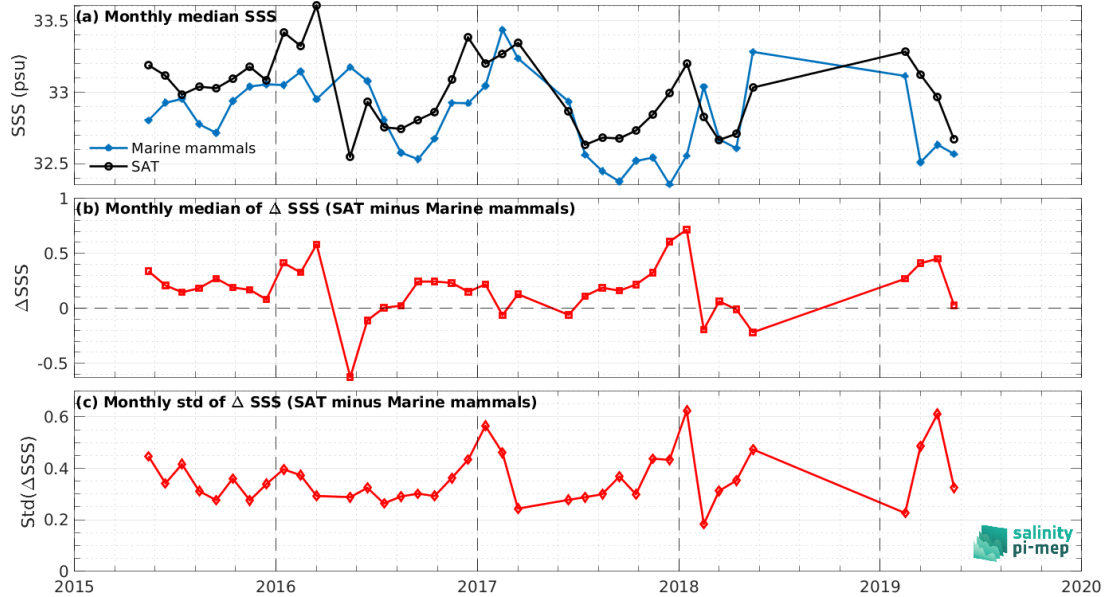 (a) Monthly median SSS
33.5
33
32.5
SSS (psu)
Marine mammals
SAT
(b) Monthly median of Δ SSS (SAT minus Marine mammals)
1
0.5
0
-0.5
ΔSSS
(c) Monthly std of Δ SSS (SAT minus Marine mammals)
0.6
0.4
0.2
0
Std(ΔSSS)
2015 2016 2017 2018 2019 2020
salinity
pi-mep